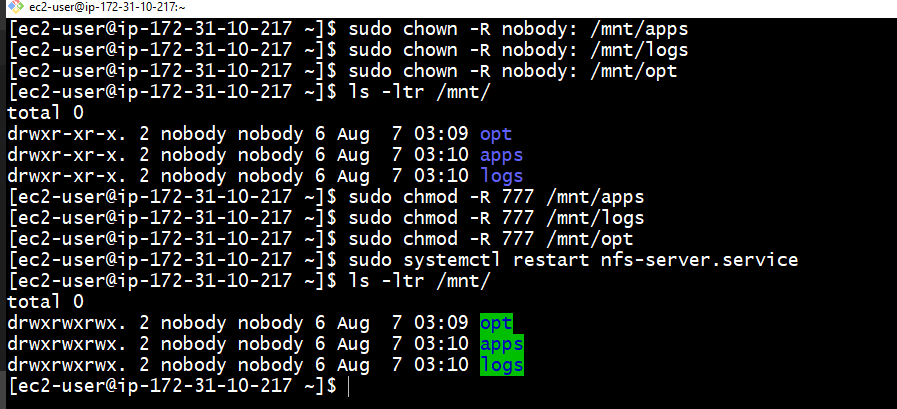 ec2-user@ip-172-31-10-217:~
[ec2-user@ip-172-31-10-217 ~]$ sudo chown -R nobody: /mnt/apps
[ec2-user@ip-172-31-10-217 ~]$ sudo chown -R nobody: /mnt/logs
[ec2-user@ip-172-31-10-217 ~]$ sudo chown -R nobody: /mnt/opt
[ec2-user@ip-172-31-10-217 ~]$ ls -ltr /mnt/
total 0
drwxr-xr-x. 2 nobody nobody 6 Aug  7 03:09 opt
drwxr-xr-x. 2 nobody nobody 6 Aug  7 03:10 apps
drwxr-xr-x. 2 nobody nobody 6 Aug  7 03:10 logs
[ec2-user@ip-172-31-10-217 ~]$ sudo chmod -R 777 /mnt/apps
[ec2-user@ip-172-31-10-217 ~]$ sudo chmod -R 777 /mnt/logs
[ec2-user@ip-172-31-10-217 ~]$ sudo chmod -R 777 /mnt/opt
[ec2-user@ip-172-31-10-217 ~]$ sudo systemctl restart nfs-server.service
[ec2-user@ip-172-31-10-217 ~]$ ls -ltr /mnt/
total 0
drwxrwxrwx. 2 nobody nobody 6 Aug  7 03:09 opt
drwxrwxrwx. 2 nobody nobody 6 Aug  7 03:10 apps
drwxrwxrwx. 2 nobody nobody 6 Aug  7 03:10 logs
[ec2-user@ip-172-31-10-217 ~]$